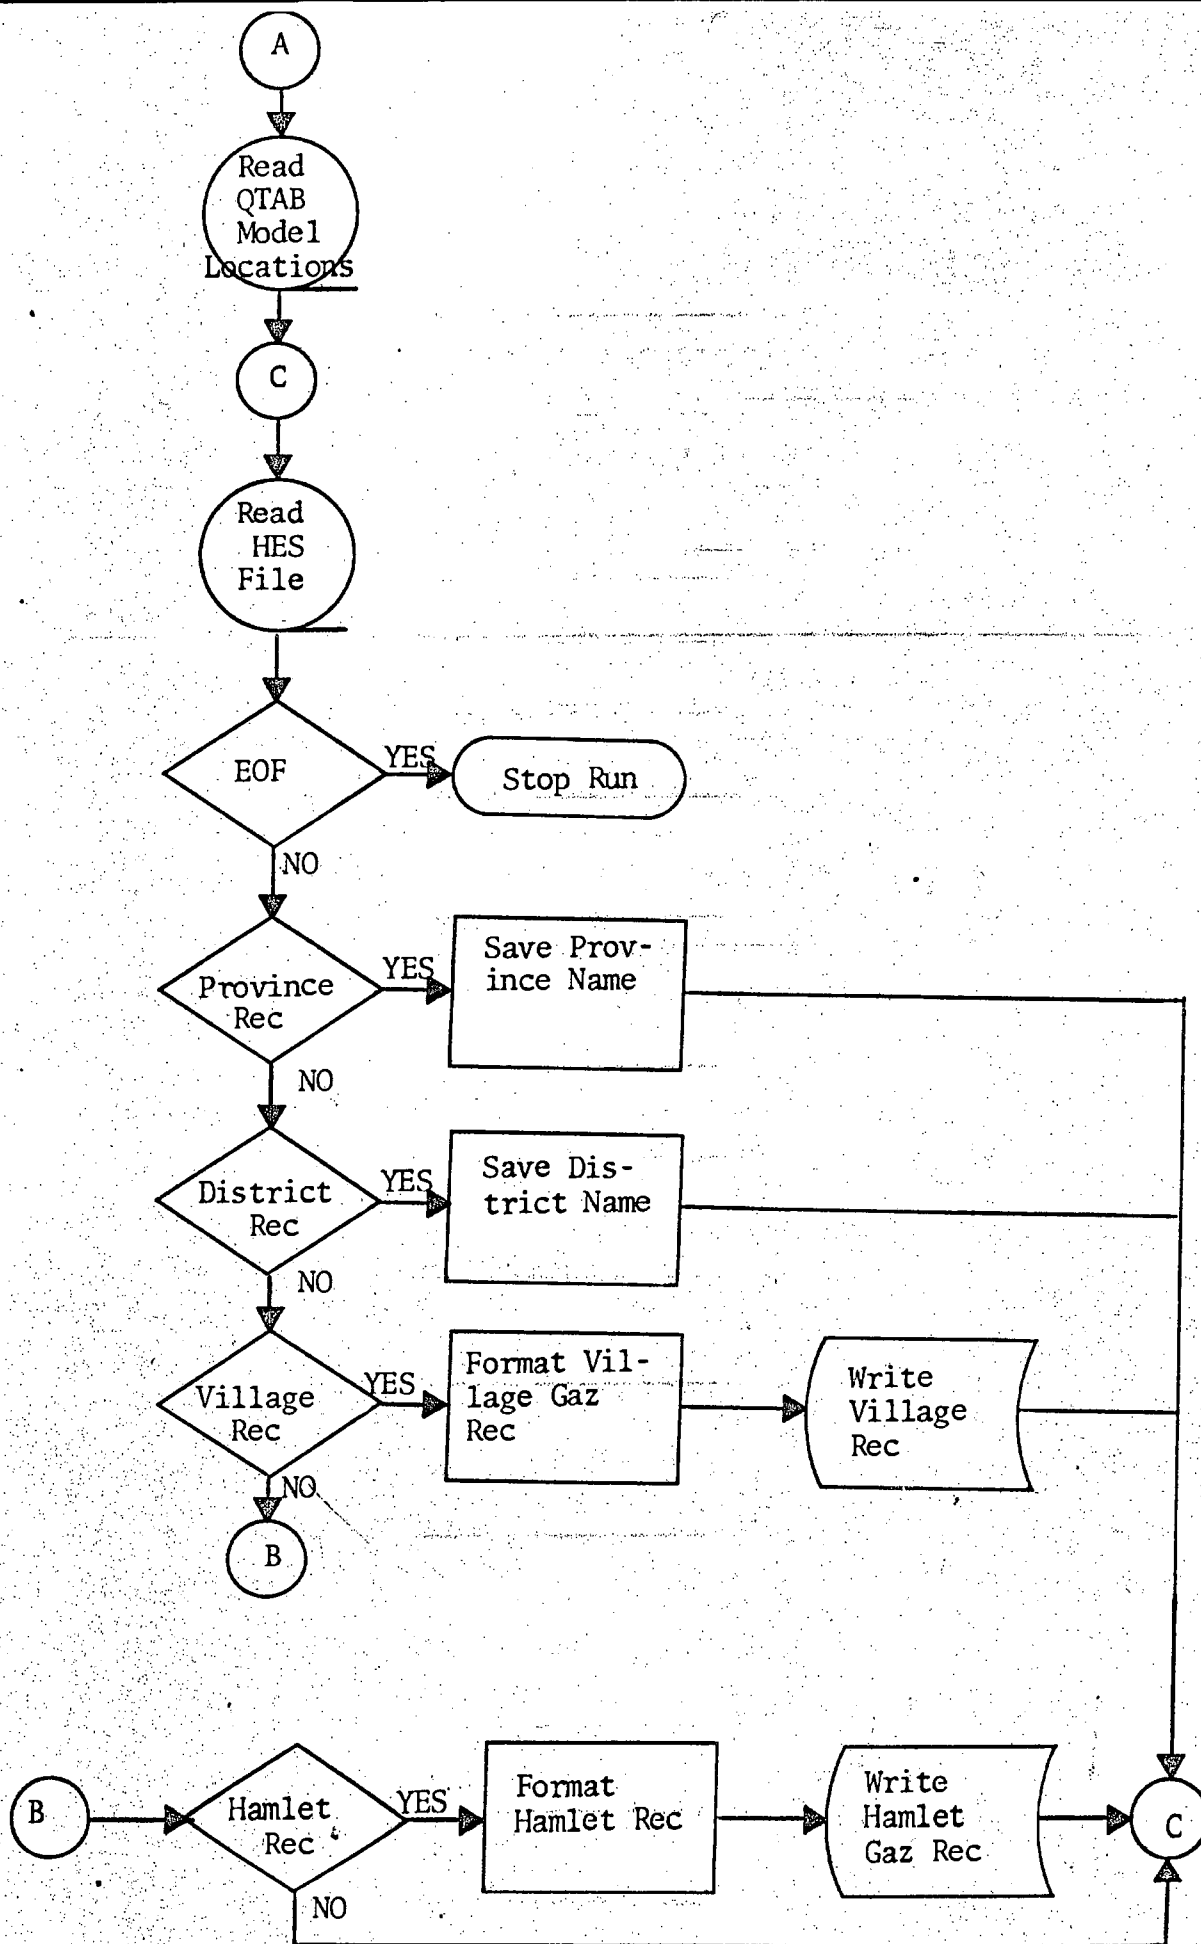 A
Read
QTAB
Model
Locations
C
Read
HES
File
EOF
YES
Stop Run
NO
Province
Rec
YES
Save Prov-
ince Name
NO
District
Rec
YES
Save Dis-
trict Name
NO
Village
Rec
YES
Format Vil-
lage Gaz
Rec
Write
Village
Rec
NO
B
B
Hamlet
Rec
YES
Format
Hamlet Rec
Write
Hamlet
Gaz Rec
C
NO